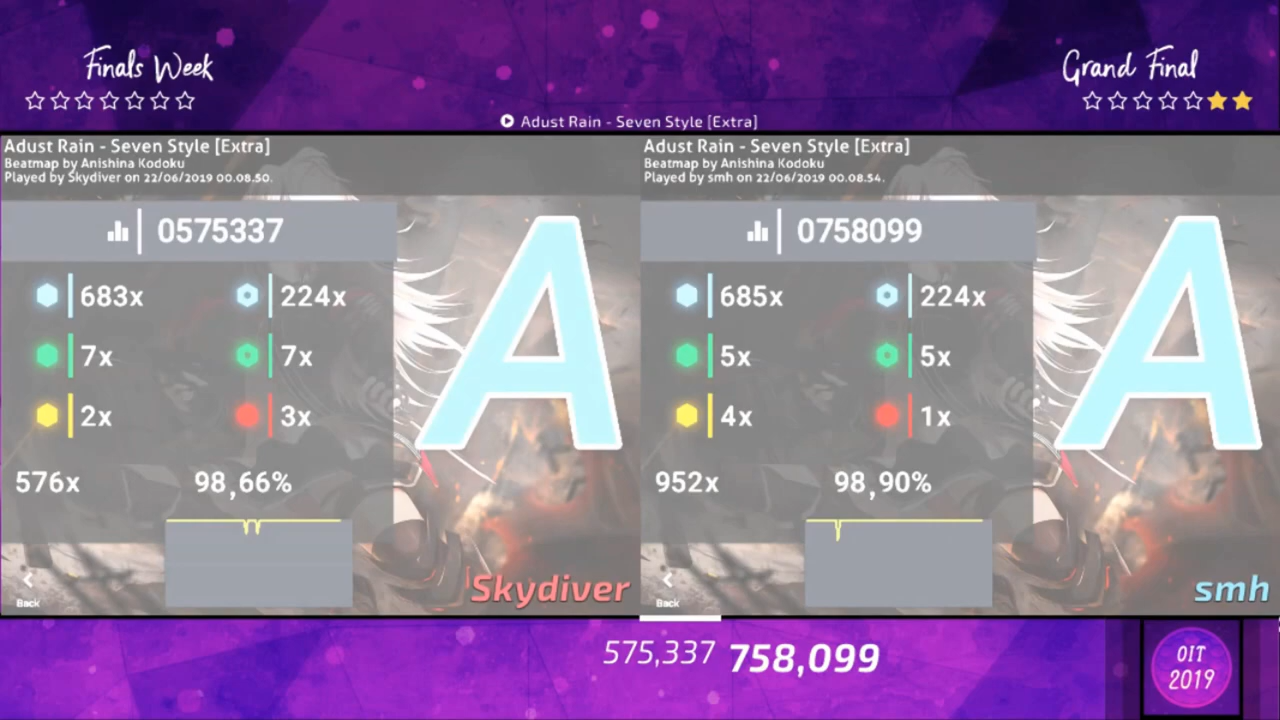 Finals Week
Grand Final
Adust Rain - Seven Style [Extra]
Adust Rain - Seven Style [Extra]
Beatmap by Anishina Kodoku
Played by Skydiver on 22/06/2019 00.08.50.
0575337
683x 224x
7x 7x
2x 3x
576x 98,66%
A
Back
Skydiver
Adust Rain - Seven Style [Extra]
Beatmap by Anishina Kodoku
Played by smh on 22/06/2019 00.08.54.
0758099
685x 224x
5x 5x
4x 1x
952x 98,90%
A
Back
smh
575,337 758,099
OIT
2019